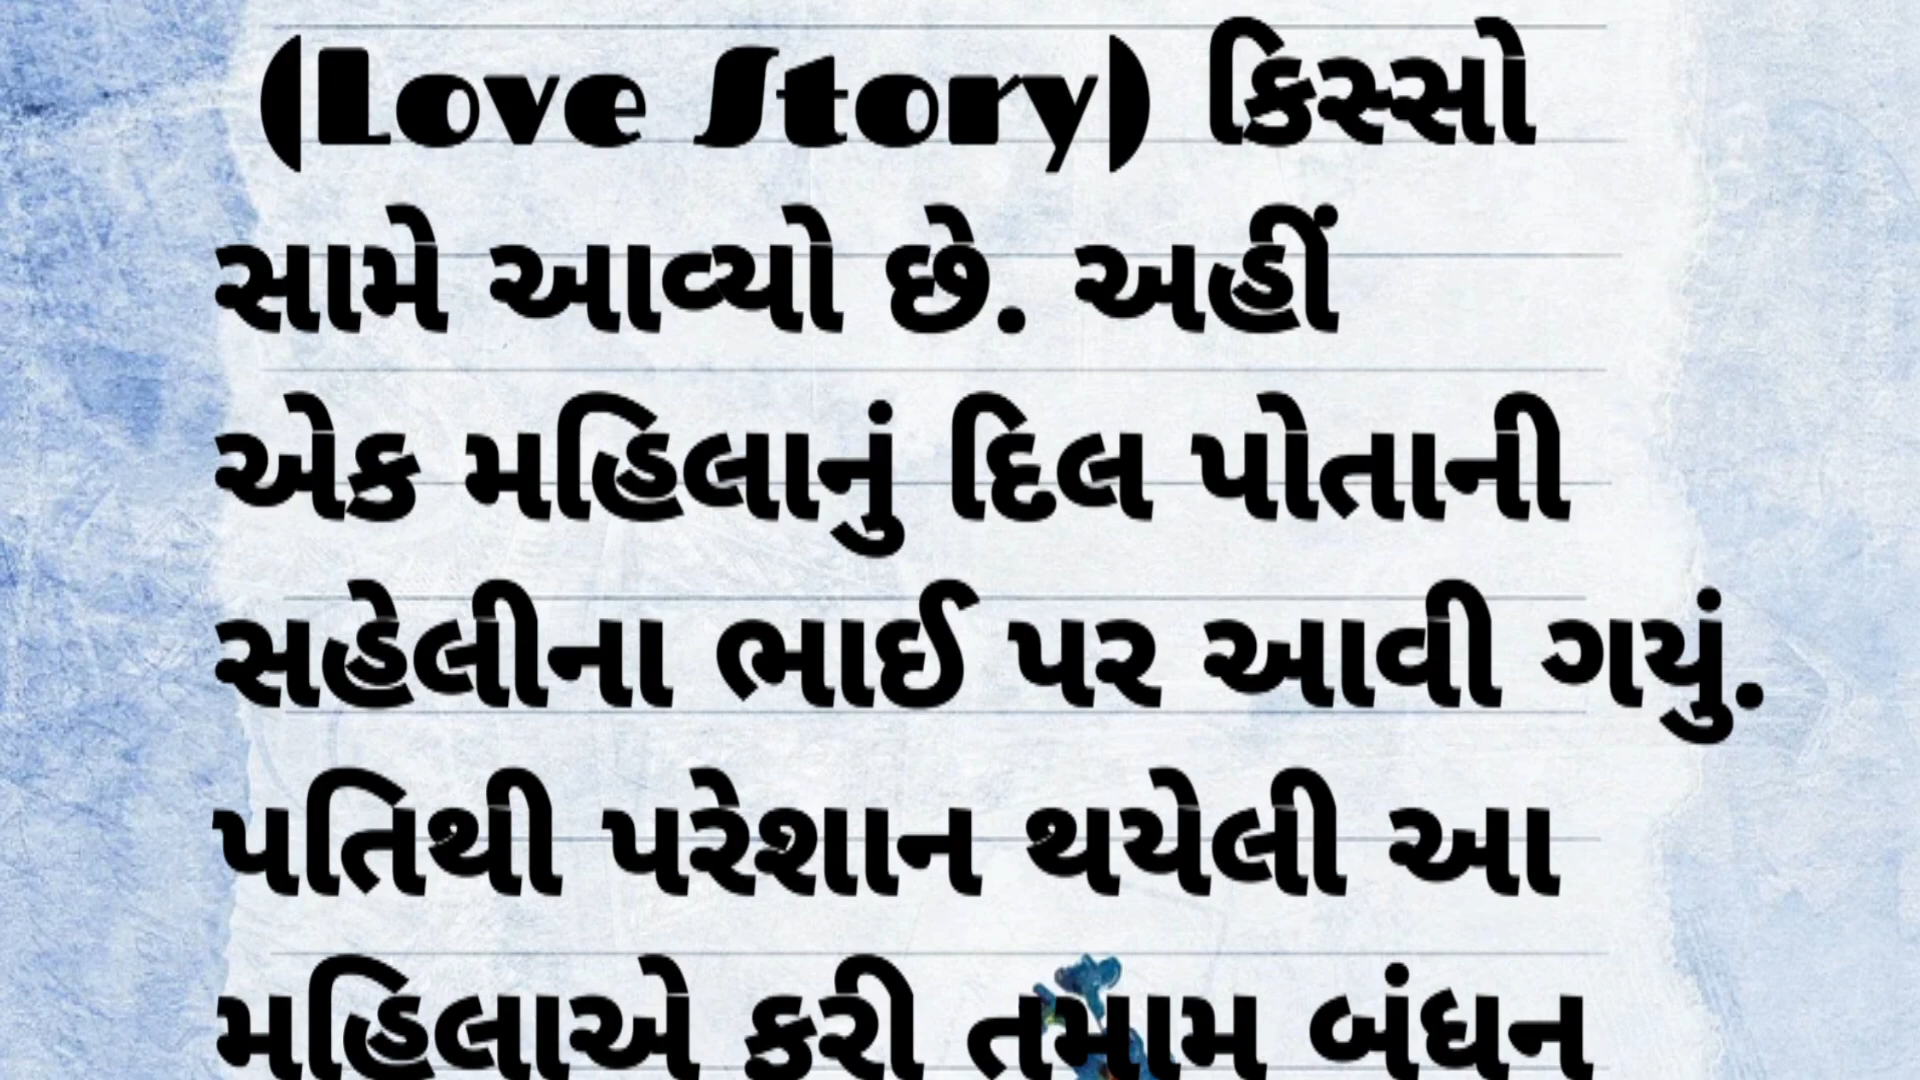 (Love Story) કિસ્સો
સામે આવ્યો છે. અહીં
એક મહિલાનું દિલ પોતાની
સહેલીના ભાઈ પર આવી ગયું.
પતિથી પરેશાન થયેલી આ
મહિલાએ કરી તમામ બંધન